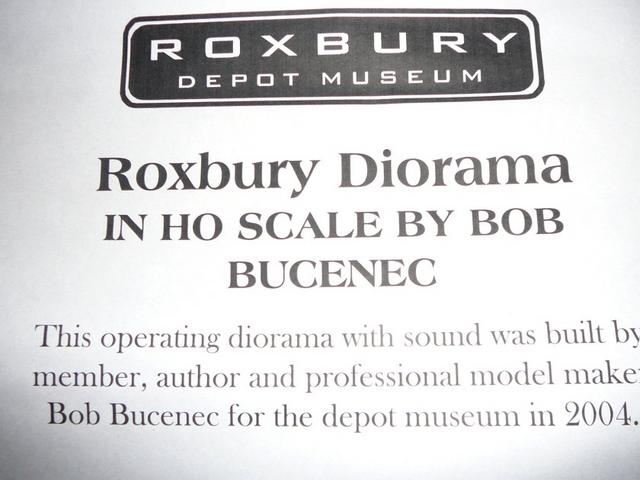 ROXBURY
DEPOT MUSEUM
Roxbury Diorama
IN HO SCALE BY BOB
BUCENEC
This operating diorama with sound was built by
member, author and professional model make
Bob Bucenec for the depot museum in 2004.